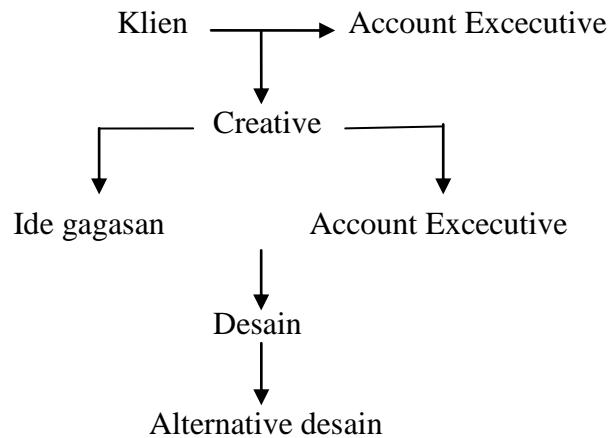 Klien Account Excecutive
Creative
Ide gagasan Account Excecutive
Desain
Alternative desain